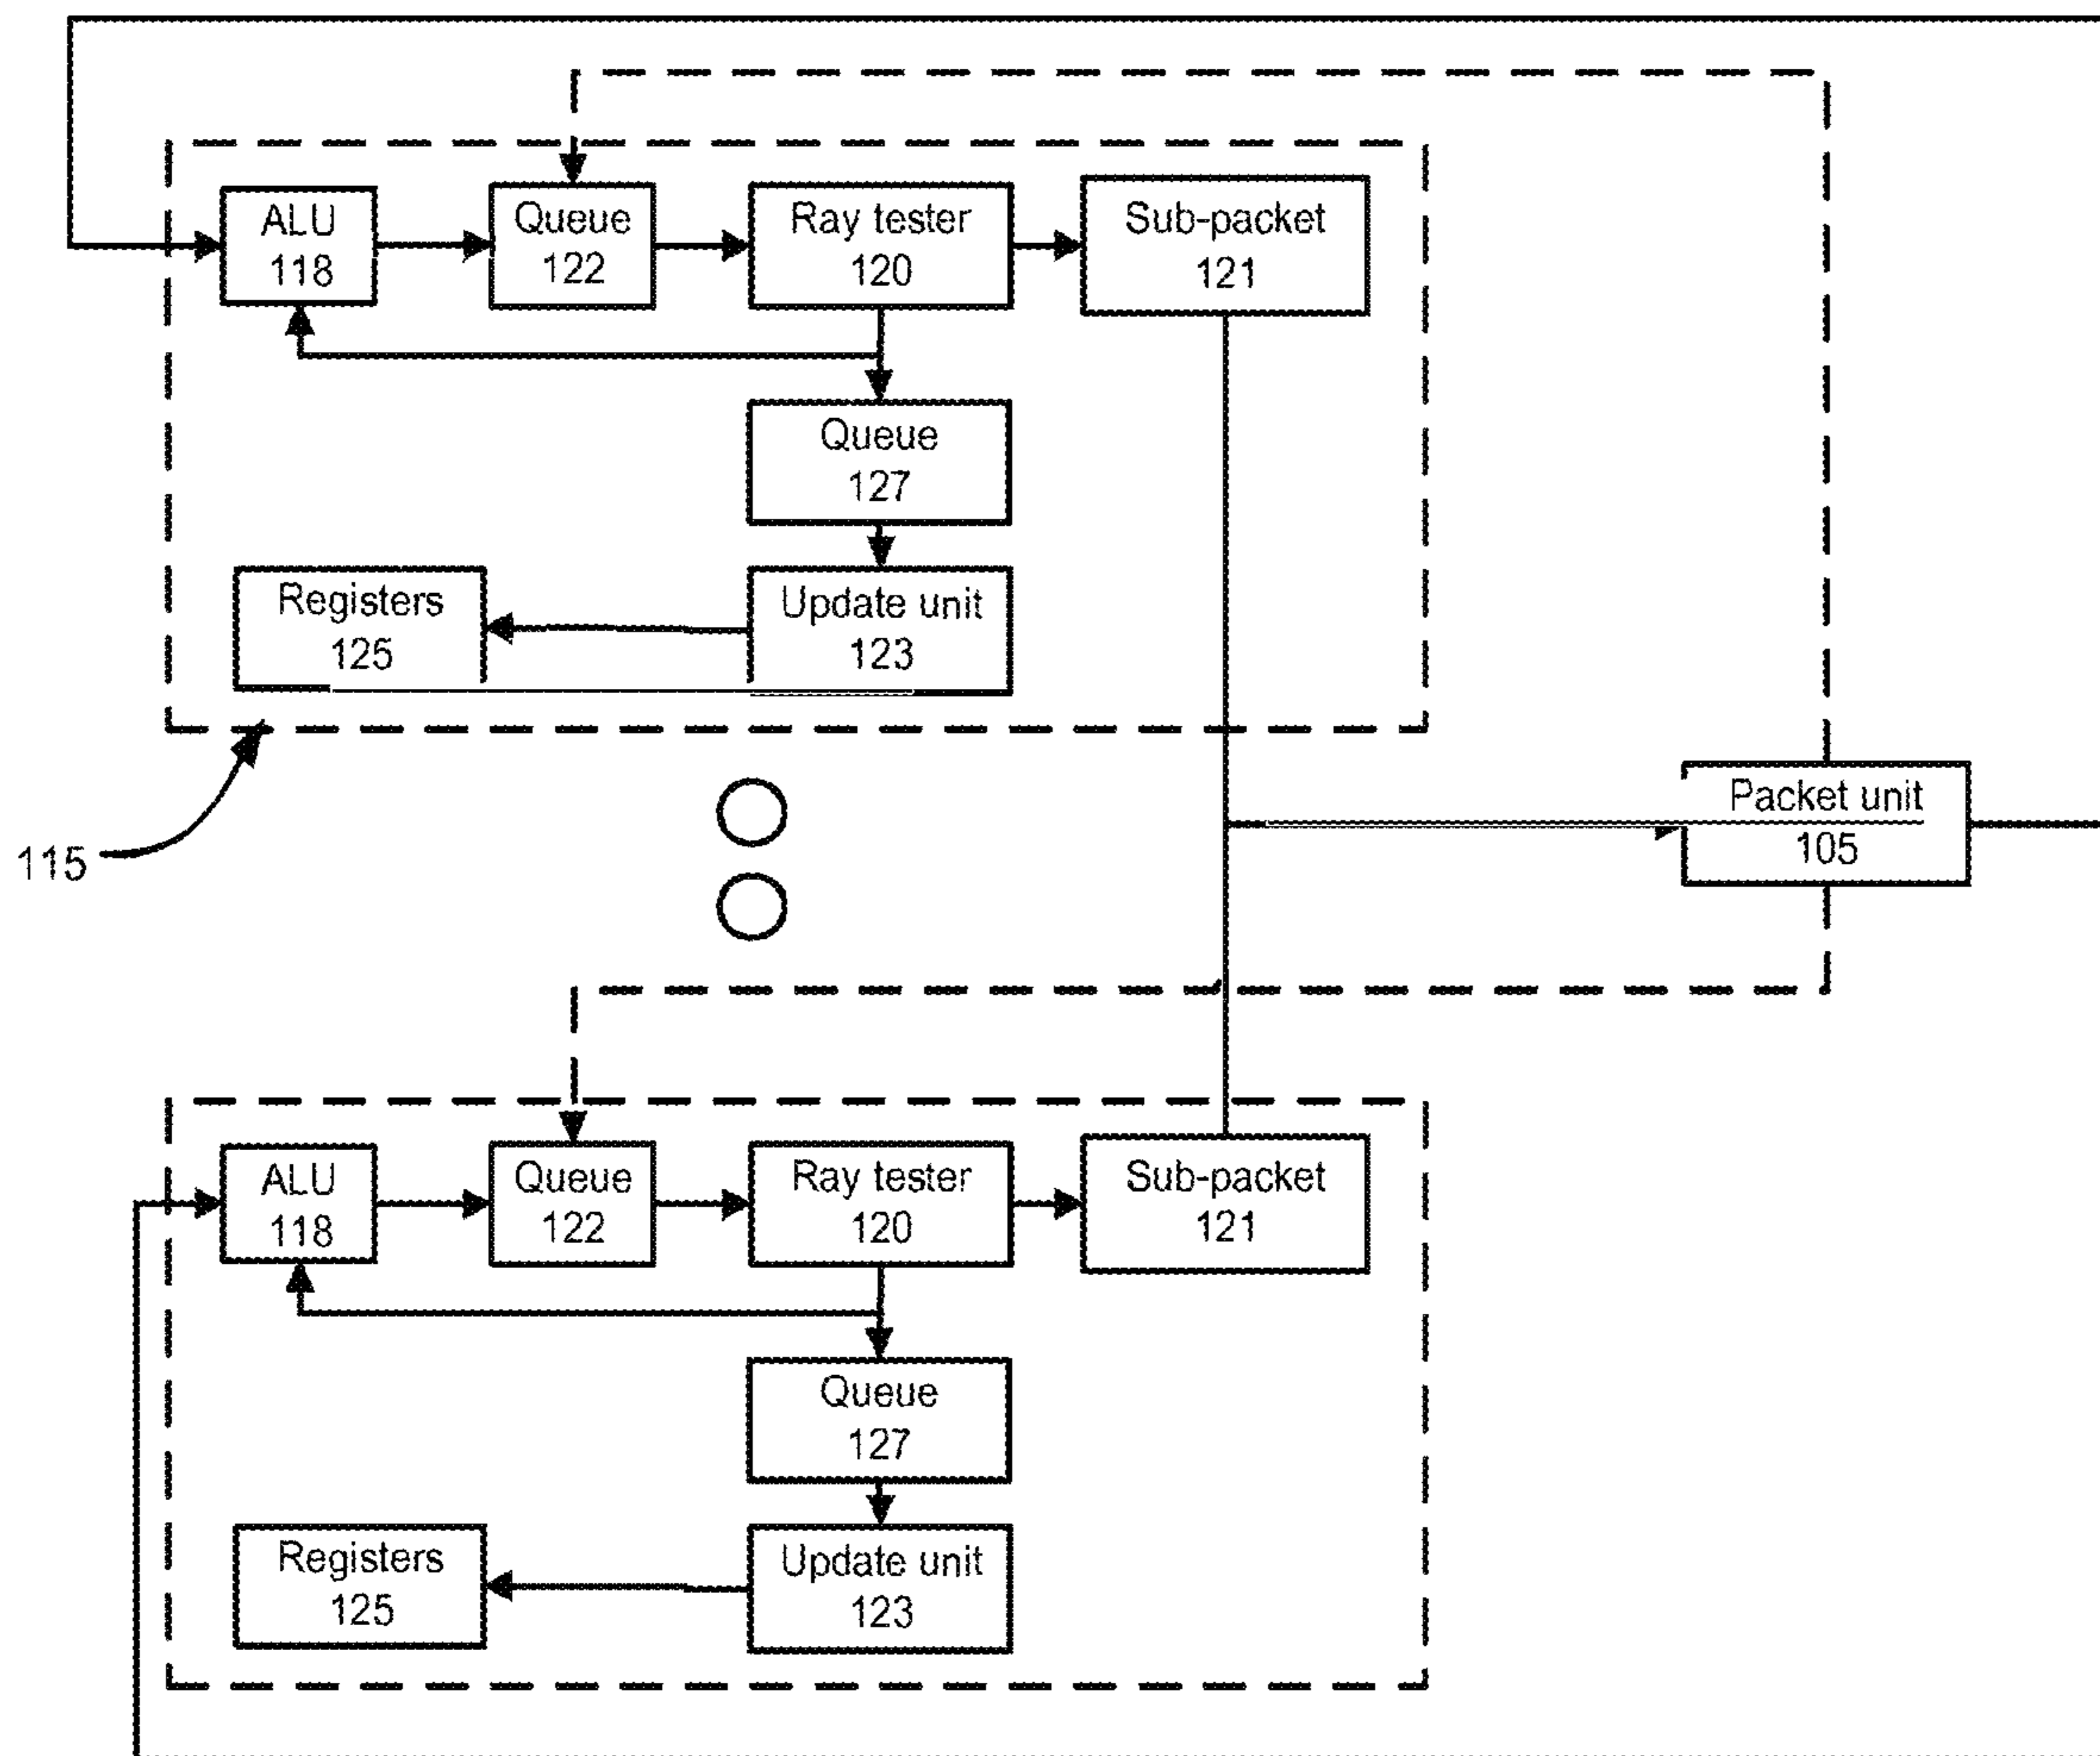 ALU
118
Queue
122
Ray tester
120
Sub-packet
121
Queue
127
Registers
125
Update unit
123
115
Packet unit
105
ALU
118
Queue
122
Ray tester
120
Sub-packet
121
Queue
127
Registers
125
Update unit
123